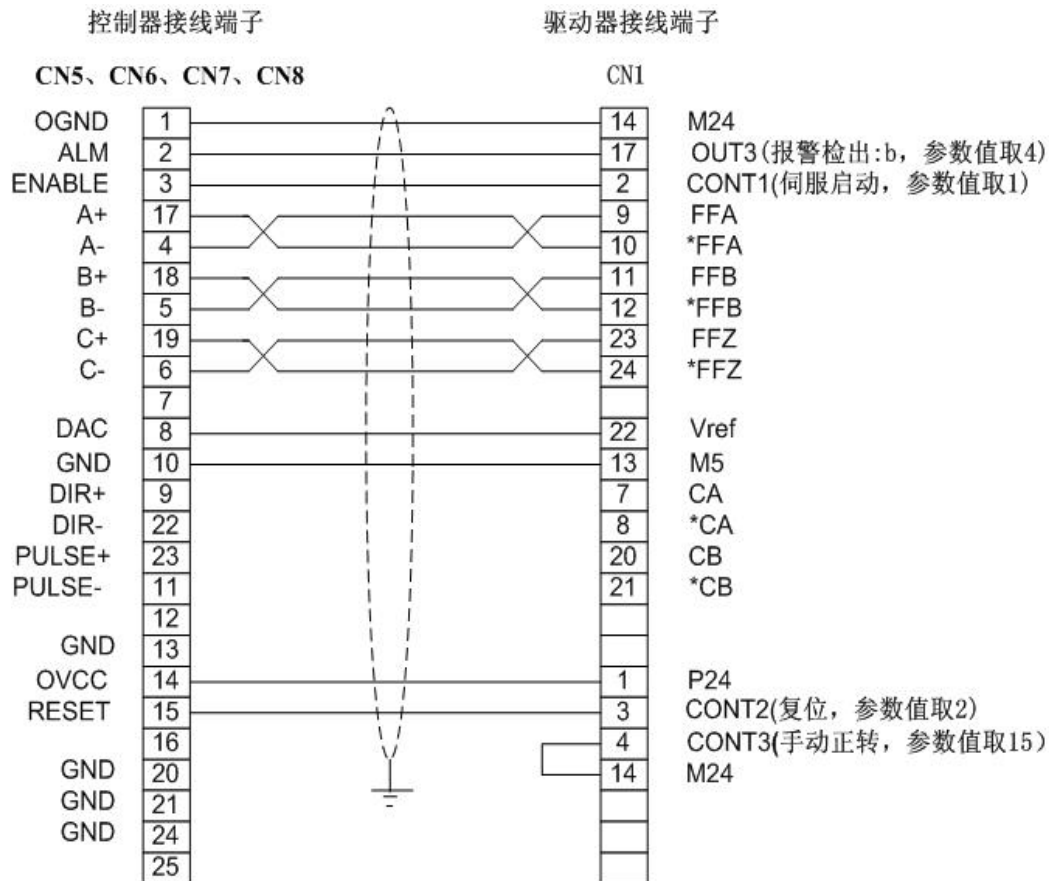 控制器接线端子 驱动器接线端子
CN5、CN6、CN7、CN8 CN1
OGND 1 14 M24
ALM 2 17 OUT3(报警检出:b，参数值取4)
ENABLE 3 2 CONT1(伺服启动，参数值取1)
A+ 17 9 FFA
A- 4 10 *FFA
B+ 18 11 FFB
B- 5 12 *FFB
C+ 19 23 FFZ
C- 6 24 *FFZ
7
DAC 8 22 Vref
GND 10 13 M5
DIR+ 9 7 CA
DIR- 22 8 *CA
PULSE+ 23 20 CB
PULSE- 11 21 *CB
12
GND 13
OVCC 14 1 P24
RESET 15 3 CONT2(复位，参数值取2)
16 4 CONT3(手动正转，参数值取15）
GND 20 14 M24
GND 21
GND 24
25